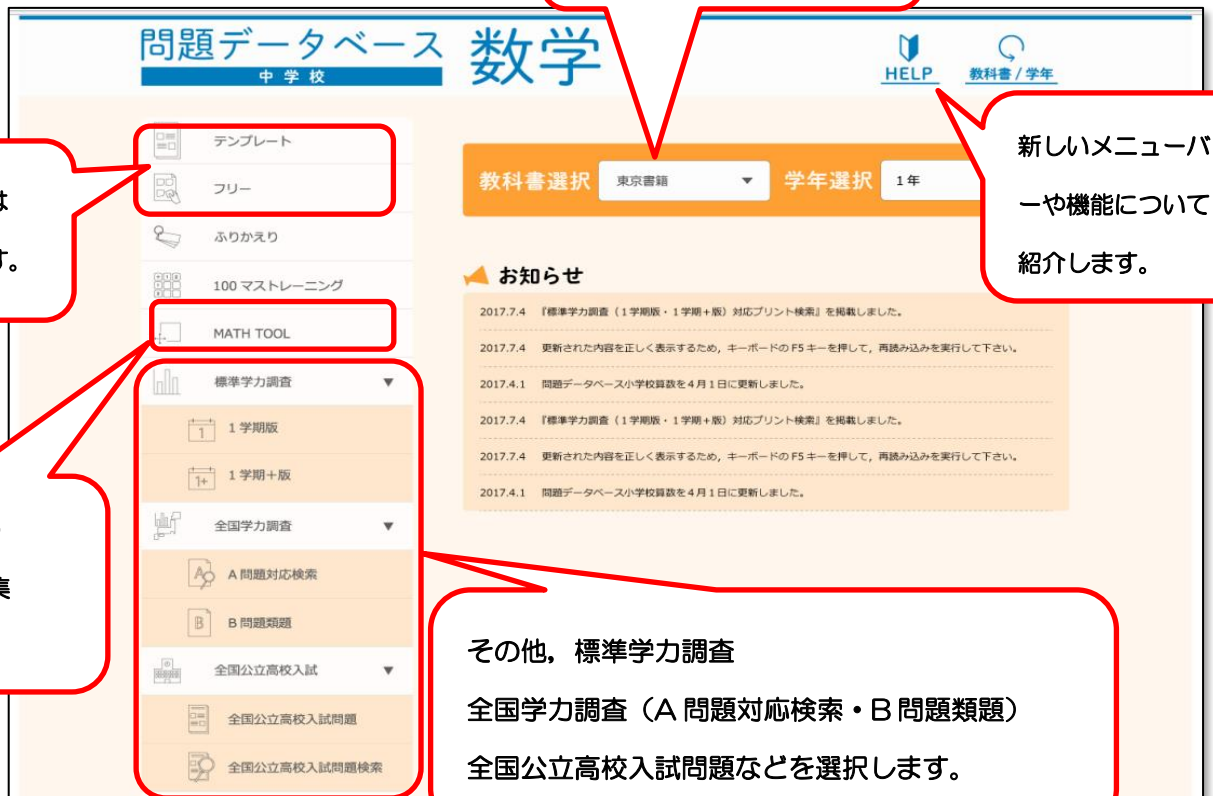 問題データベース 数学
中学校
HELP
教科書/学年
テンプレート
フリー
ふりかえり
100マストレーニング
MATH TOOL
標準学力調査 ▼
1 1学期版
1+ 1学期+版
全国学力調査 ▼
A A問題対応検索
B B問題類題
全国公立高校入試 ▼
全国公立高校入試問題
全国公立高校入試問題検索
教科書選択 東京書籍 ▼ 学年選択 1年
お知らせ
2017.7.4 『標準学力調査（1学期版・1学期+版）対応プリント検索』を掲載しました。
2017.7.4 更新された内容を正しく表示するため，キーボードのF5キーを押して，再読み込みを実行して下さい。
2017.4.1 問題データベース小学校算数を4月1日に更新しました。
2017.7.4 『標準学力調査（1学期版・1学期+版）対応プリント検索』を掲載しました。
2017.7.4 更新された内容を正しく表示するため，キーボードのF5キーを押して，再読み込みを実行して下さい。
2017.4.1 問題データベース小学校算数を4月1日に更新しました。
新しいメニューバ
ーや機能について
紹介します。
は
す。
集
その他，標準学力調査
全国学力調査（A問題対応検索・B問題類題）
全国公立高校入試問題などを選択します。